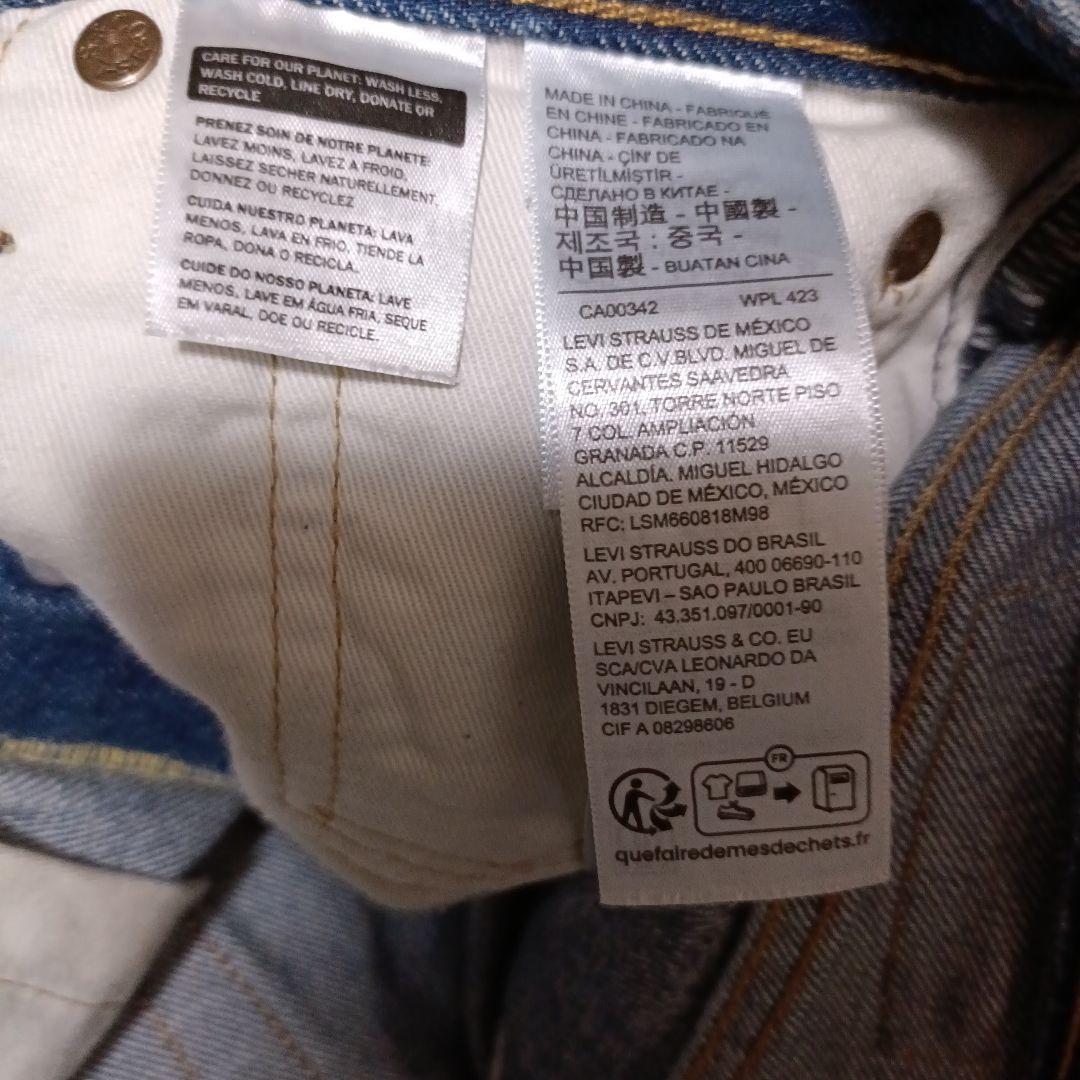 CARE FOR OUR PLANET: WASH LESS,
WASH COLD, LINE DRY, DONATE OR
RECYCLE
PRENEZ SOIN DE NOTRE PLANETE:
LAVEZ MOINS, LAVEZ A FROID,
LAISSEZ SECHER NATURELLEMENT,
DONNEZ OU RECYCLEZ
CUIDA NUESTRO PLANETA: LAVA
MENOS, LAVA EN FRIO, TIENDE LA
ROPA, DONA O RECICLA.
CUIDE DO NOSSO PLANETA: LAVE
MENOS, LAVE EM ÁGUA FRIA, SEQUE
EM VARAL, DOE OU RECICLE.
MADE IN CHINA - FABRIQUÉ
EN CHINE - FABRICADO EN
CHINA - FABRICADO NA
CHINA - ÇİN' DE
ÜRETİLMİŞTİR -
СДЕЛАНО В КИТАЕ -
中国制造 - 中國製 -
제조국 : 중국 -
中国製 - BUATAN CINA
CA00342 WPL 423
LEVI STRAUSS DE MÉXICO
S.A. DE C.V.BLVD. MIGUEL DE
CERVANTES SAAVEDRA
NO. 301, TORRE NORTE PISO
7 COL. AMPLIACIÓN
GRANADA C.P. 11529
ALCALDÍA. MIGUEL HIDALGO
CIUDAD DE MÉXICO, MÉXICO
RFC: LSM660818M98
LEVI STRAUSS DO BRASIL
AV. PORTUGAL, 400 06690-110
ITAPEVI – SAO PAULO BRASIL
CNPJ: 43.351.097/0001-90
LEVI STRAUSS & CO. EU
SCA/CVA LEONARDO DA
VINCILAAN, 19 - D
1831 DIEGEM, BELGIUM
CIF A 08298606
FR
quefairedemesdechets.fr